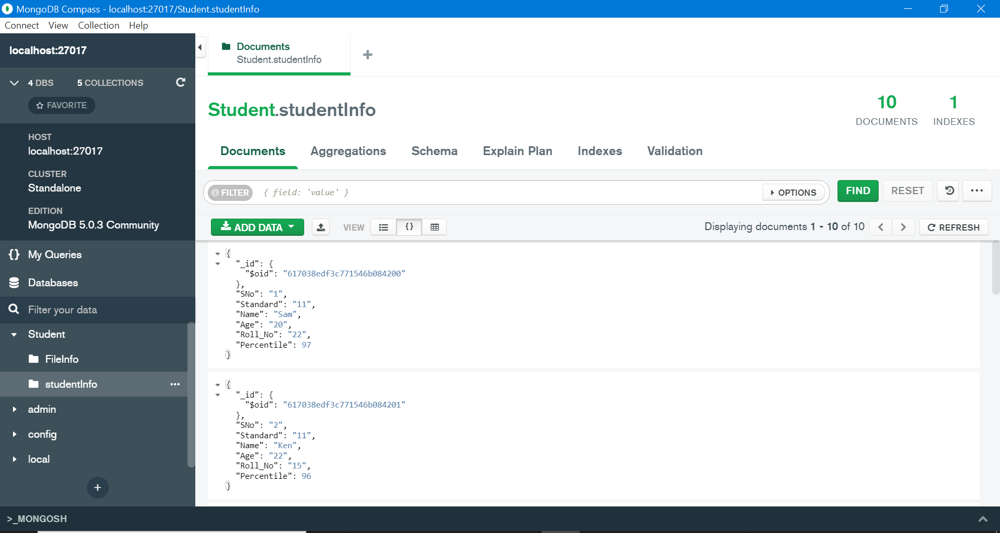 MongoDB Compass - localhost:27017/Student.studentInfo
Connect View Collection Help
localhost:27017
4 DBS 5 COLLECTIONS
FAVORITE
HOST
localhost:27017
CLUSTER
Standalone
EDITION
MongoDB 5.0.3 Community
{} My Queries
Databases
Filter your data
Student
FileInfo
studentInfo •••
admin
config
local
+
Documents
Student.studentInfo
+
Student.studentInfo
10
DOCUMENTS
1
INDEXES
Documents Aggregations Schema Explain Plan Indexes Validation
FILTER { field: 'value' } OPTIONS FIND RESET •••
ADD DATA VIEW {} Displaying documents 1 - 10 of 10 < > REFRESH
{
"_id": {
"$oid": "617038edf3c771546b084200"
},
"SNo": "1",
"Standard": "11",
"Name": "Sam",
"Age": "20",
"Roll_No": "22",
"Percentile": 97
}
{
"_id": {
"$oid": "617038edf3c771546b084201"
},
"SNo": "2",
"Standard": "11",
"Name": "Ken",
"Age": "22",
"Roll_No": "15",
"Percentile": 96
}
>_MONGOSH